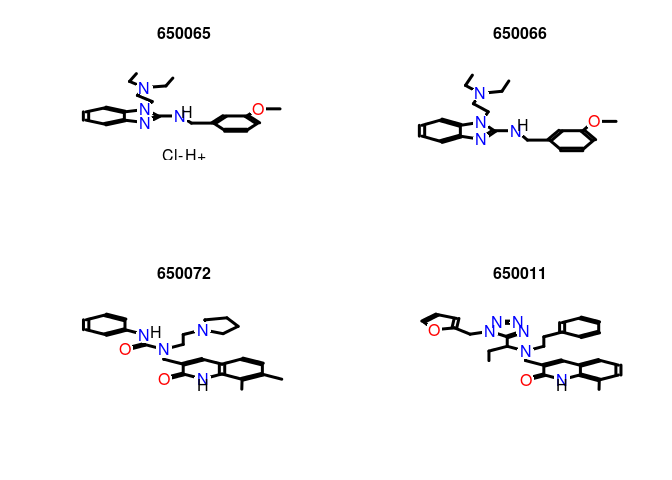 650065 650066
N N
N H O N H O
N N N N
Cl-H+
650072 650011
N H N N N
O N O N N
N
O N O N
H H